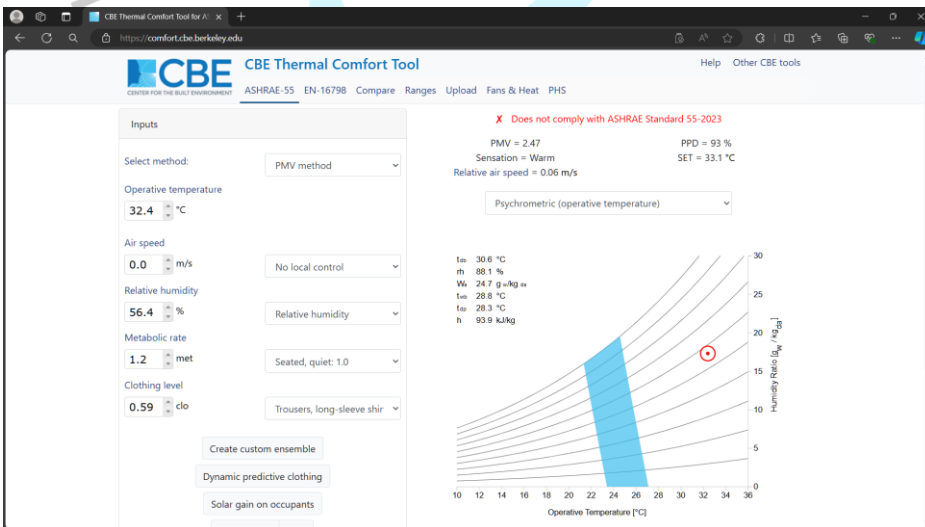 CBE Thermal Comfort Tool for AS
https://comfort.cbe.berkeley.edu
CBE
CENTER FOR THE BUILT ENVIRONMENT
CBE Thermal Comfort Tool
Help Other CBE tools
ASHRAE-55 EN-16798 Compare Ranges Upload Fans & Heat PHS
Inputs
Select method:
PMV method
Operative temperature
32.4 °C
Air speed
0.0 m/s
No local control
Relative humidity
56.4 %
Relative humidity
Metabolic rate
1.2 met
Seated, quiet: 1.0
Clothing level
0.59 clo
Trousers, long-sleeve shir
Create custom ensemble
Dynamic predictive clothing
Solar gain on occupants
✗ Does not comply with ASHRAE Standard 55-2023
PMV = 2.47 PPD = 93 %
Sensation = Warm SET = 33.1 °C
Relative air speed = 0.06 m/s
Psychrometric (operative temperature)
tdb 30.6 °C
rh 88.1 %
Wa 24.7 g w/kg da
twb 28.8 °C
tdp 28.3 °C
h 93.9 kJ/kg
30
25
20
15
10
5
0
Humidity Ratio [gw / kgda]
10 12 14 16 18 20 22 24 26 28 30 32 34 36
Operative Temperature [°C]